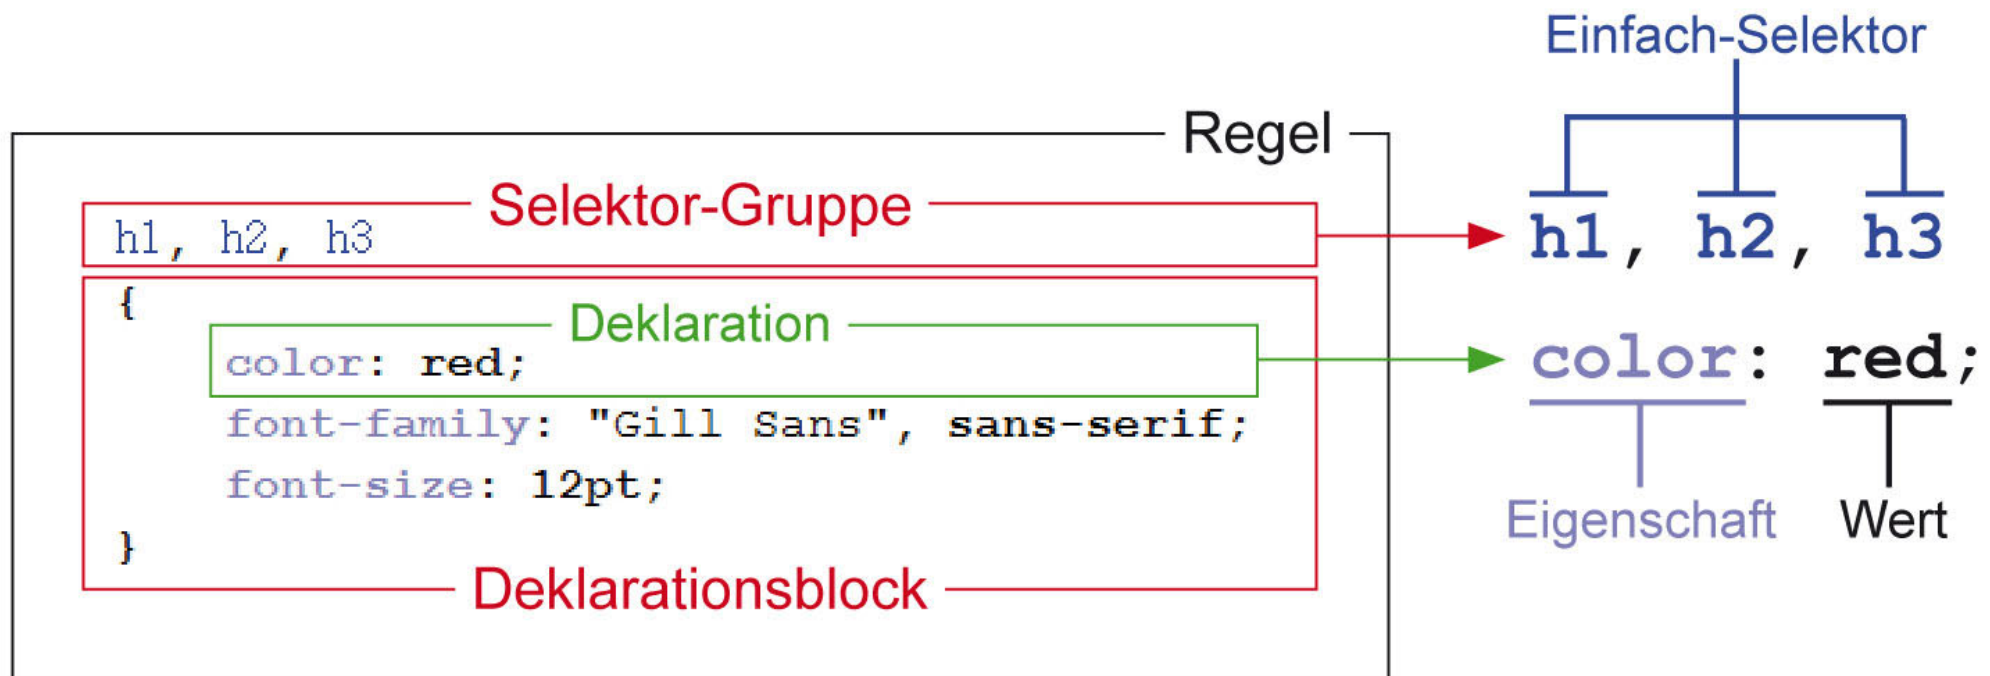 Einfach-Selektor
Regel
Selektor-Gruppe
h1, h2, h3
h1, h2, h3
{
Deklaration
color: red;
color: red;
font-family: "Gill Sans", sans-serif;
font-size: 12pt;
Eigenschaft
Wert
}
Deklarationsblock